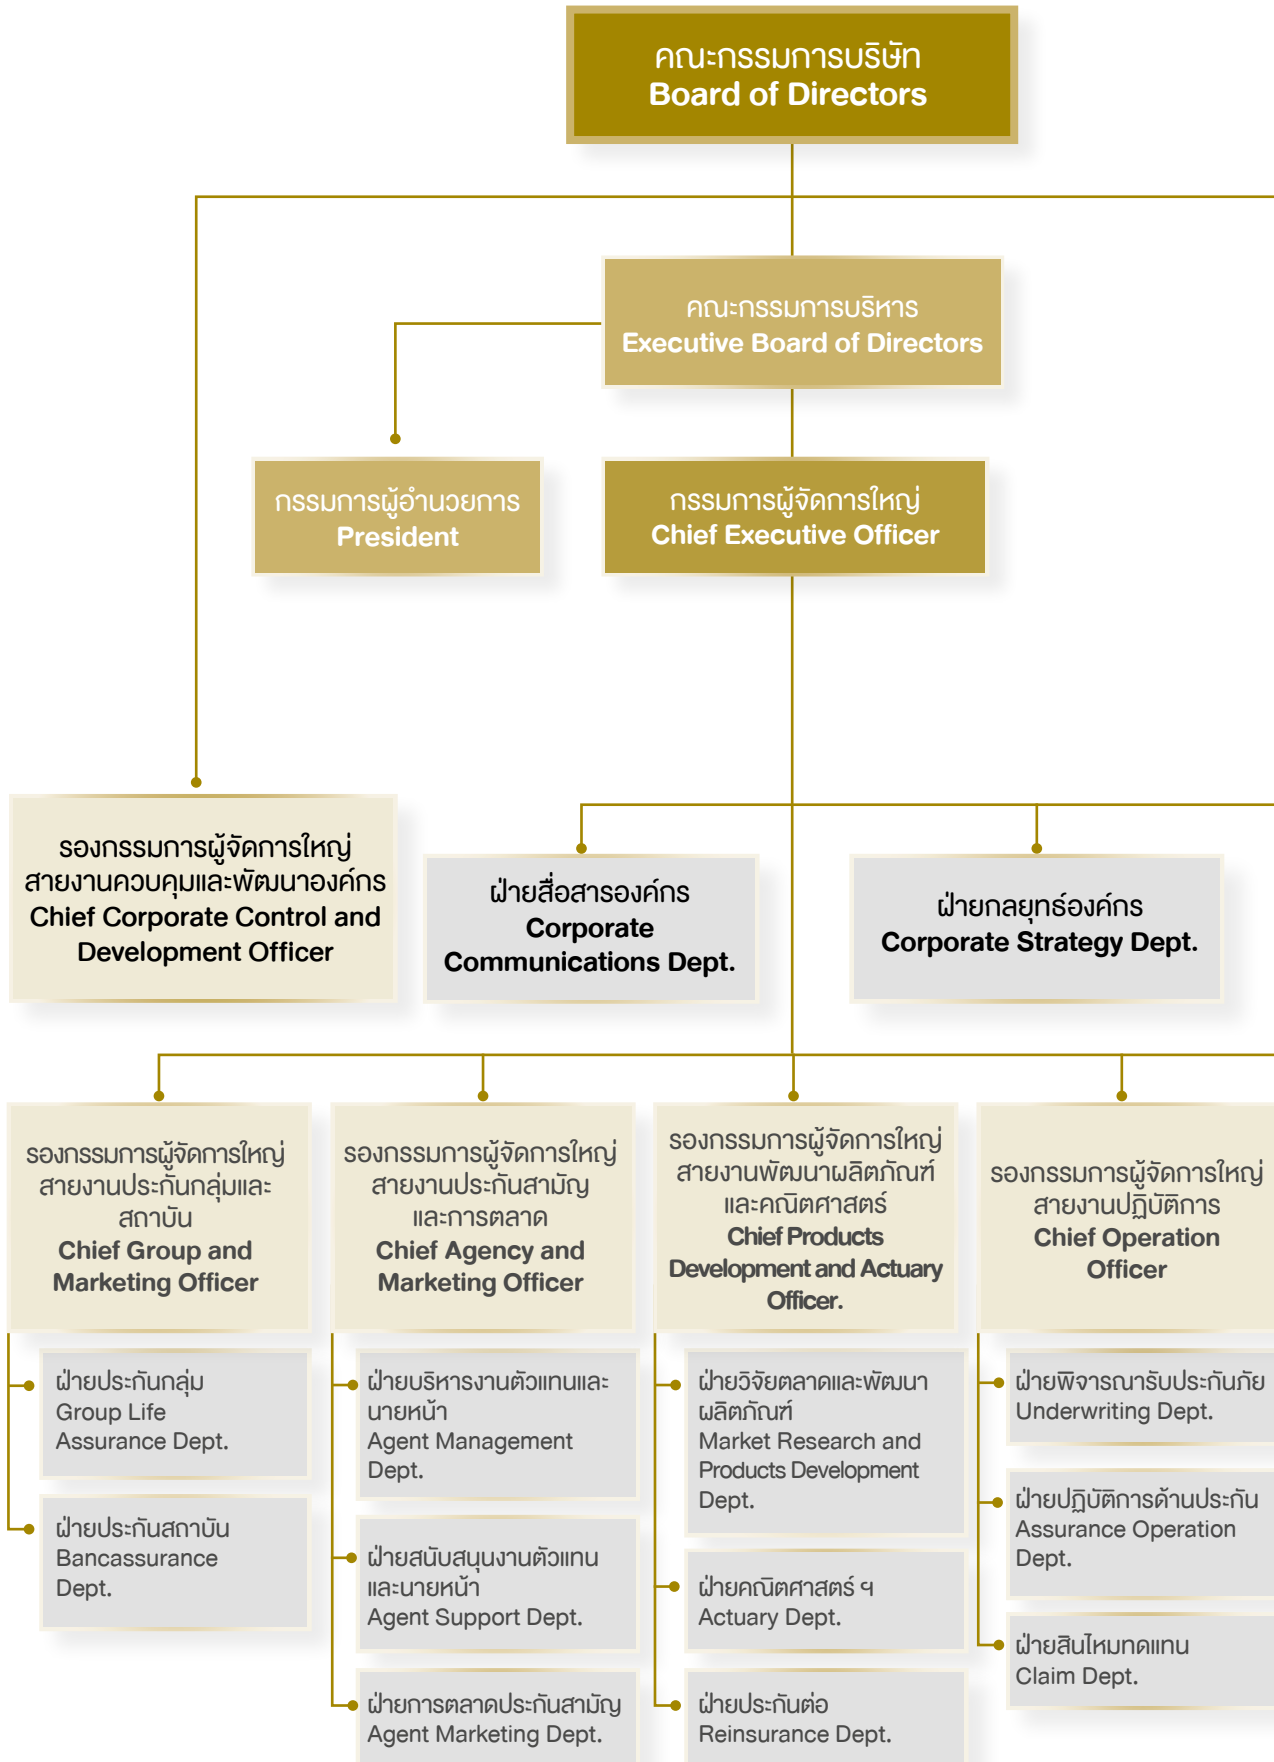 คณะกรรมการบริษัท
Board of Directors
คณะกรรมการบริหาร
Executive Board of Directors
กรรมการผู้อำนวยการ
President
กรรมการผู้จัดการใหญ่
Chief Executive Officer
รองกรรมการผู้จัดการใหญ่
สายงานควบคุมและพัฒนาองค์กร
Chief Corporate Control and
Development Officer
ฝ่ายสื่อสารองค์กร
Corporate
Communications Dept.
ฝ่ายกลยุทธ์องค์กร
Corporate Strategy Dept.
รองกรรมการผู้จัดการใหญ่
สายงานประกันกลุ่มและ
สถาบัน
Chief Group and
Marketing Officer
ฝ่ายประกันกลุ่ม
Group Life
Assurance Dept.
ฝ่ายประกันสถาบัน
Bancassurance
Dept.
รองกรรมการผู้จัดการใหญ่
สายงานประกันสามัญ
และการตลาด
Chief Agency and
Marketing Officer
ฝ่ายบริหารงานตัวแทนและ
นายหน้า
Agent Management
Dept.
ฝ่ายสนับสนุนงานตัวแทน
และนายหน้า
Agent Support Dept.
ฝ่ายการตลาดประกันสามัญ
Agent Marketing Dept.
รองกรรมการผู้จัดการใหญ่
สายงานพัฒนาผลิตภัณฑ์
และคณิตศาสตร์
Chief Products
Development and Actuary
Officer.
ฝ่ายวิจัยตลาดและพัฒนา
ผลิตภัณฑ์
Market Research and
Products Development
Dept.
ฝ่ายคณิตศาสตร์ ฯ
Actuary Dept.
ฝ่ายประกันต่อ
Reinsurance Dept.
รองกรรมการผู้จัดการใหญ่
สายงานปฏิบัติการ
Chief Operation
Officer
ฝ่ายพิจารณารับประกันภัย
Underwriting Dept.
ฝ่ายปฏิบัติการด้านประกัน
Assurance Operation
Dept.
ฝ่ายสินไหมทดแทน
Claim Dept.